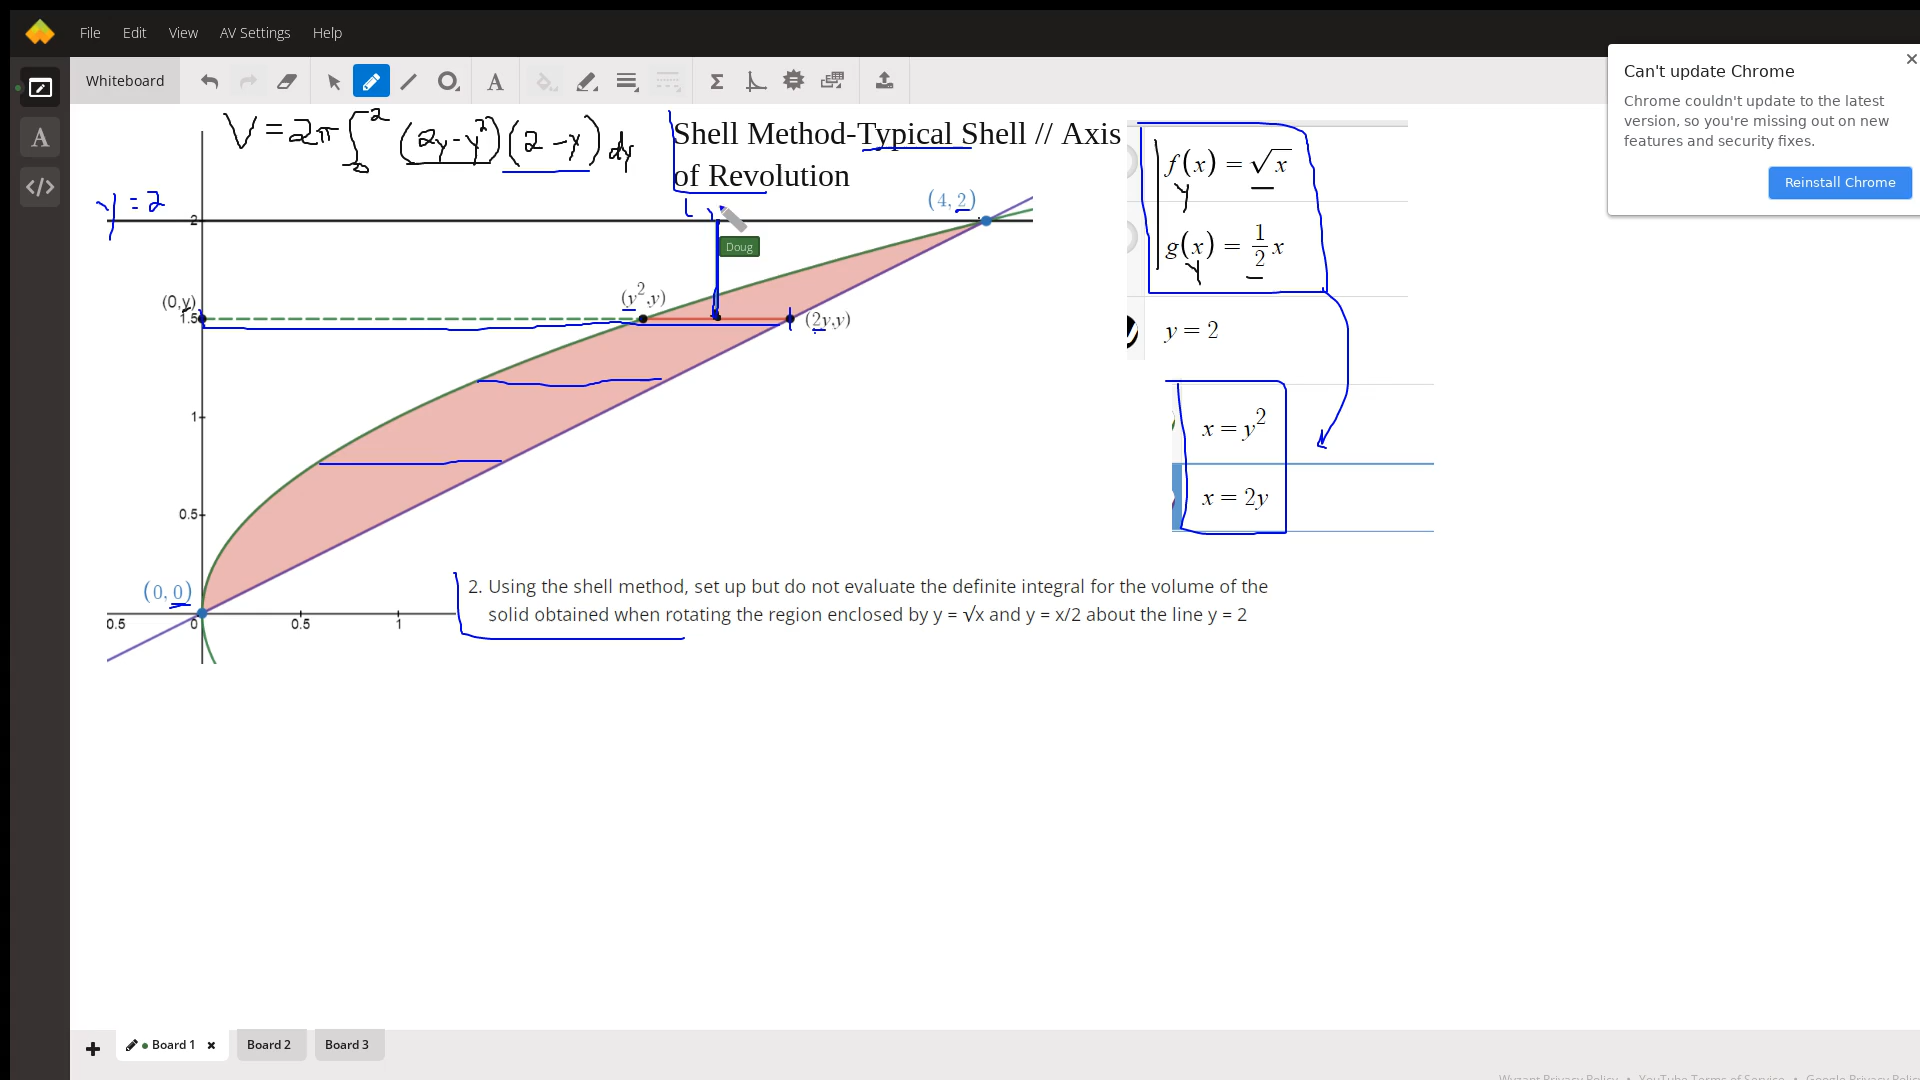 File Edit View AV Settings Help
Whiteboard
Can't update Chrome
Chrome couldn't update to the latest
version, so you're missing out on new
features and security fixes.
Reinstall Chrome
V = 2π ∫₀² (2y - y²)(2 - y) dy
Shell Method-Typical Shell // Axis
of Revolution
y = 2
(4, 2)
2
Doug
f(x) = √x
y
g(x) = 1/2 x
y
y = 2
(0,y)
(y²,y)
1.5
(2y,y)
1
x = y²
x = 2y
0.5
(0, 0)
0.5 0 0.5 1
2. Using the shell method, set up but do not evaluate the definite integral for the volume of the
solid obtained when rotating the region enclosed by y = √x and y = x/2 about the line y = 2
Board 1 Board 2 Board 3